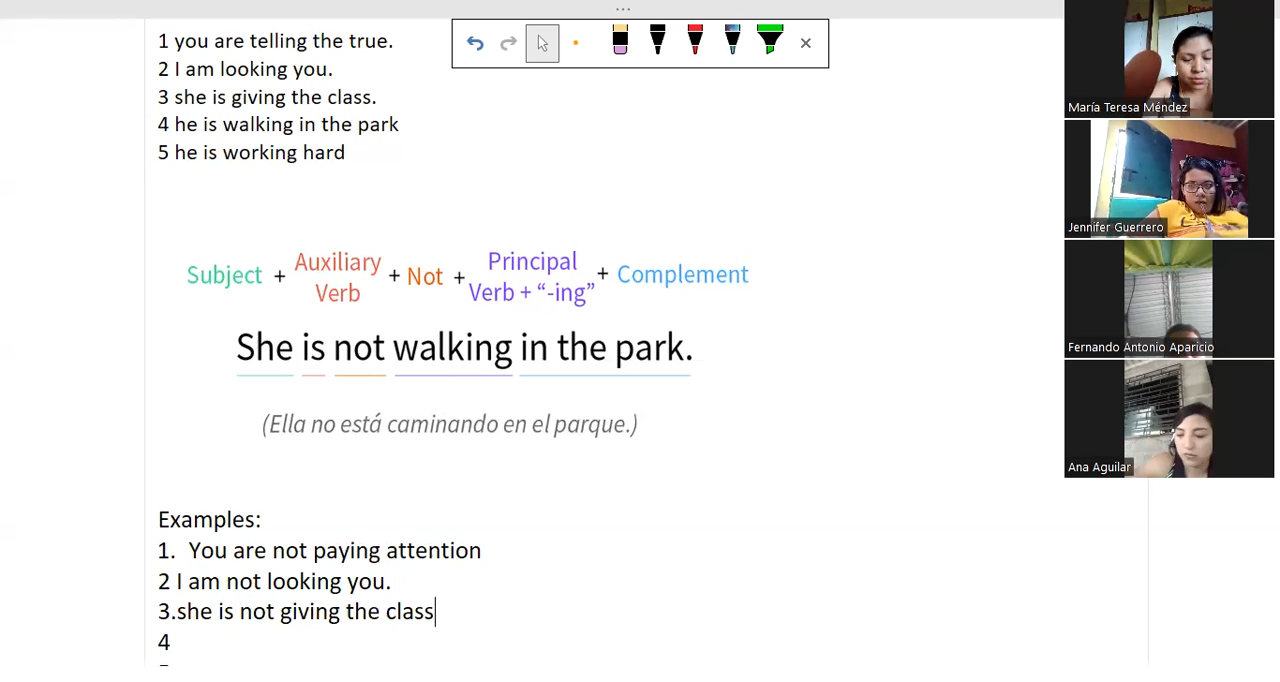 1 you are telling the true.
2 I am looking you.
3 she is giving the class.
4 he is walking in the park
5 he is working hard
Subject + Auxiliary Verb + Not + Principal Verb + “-ing” + Complement
She is not walking in the park.
(Ella no está caminando en el parque.)
Examples:
1. You are not paying attention
2 I am not looking you.
3.she is not giving the class
4
María Teresa Méndez
Jennifer Guerrero
Fernando Antonio Aparicio
Ana Aguilar